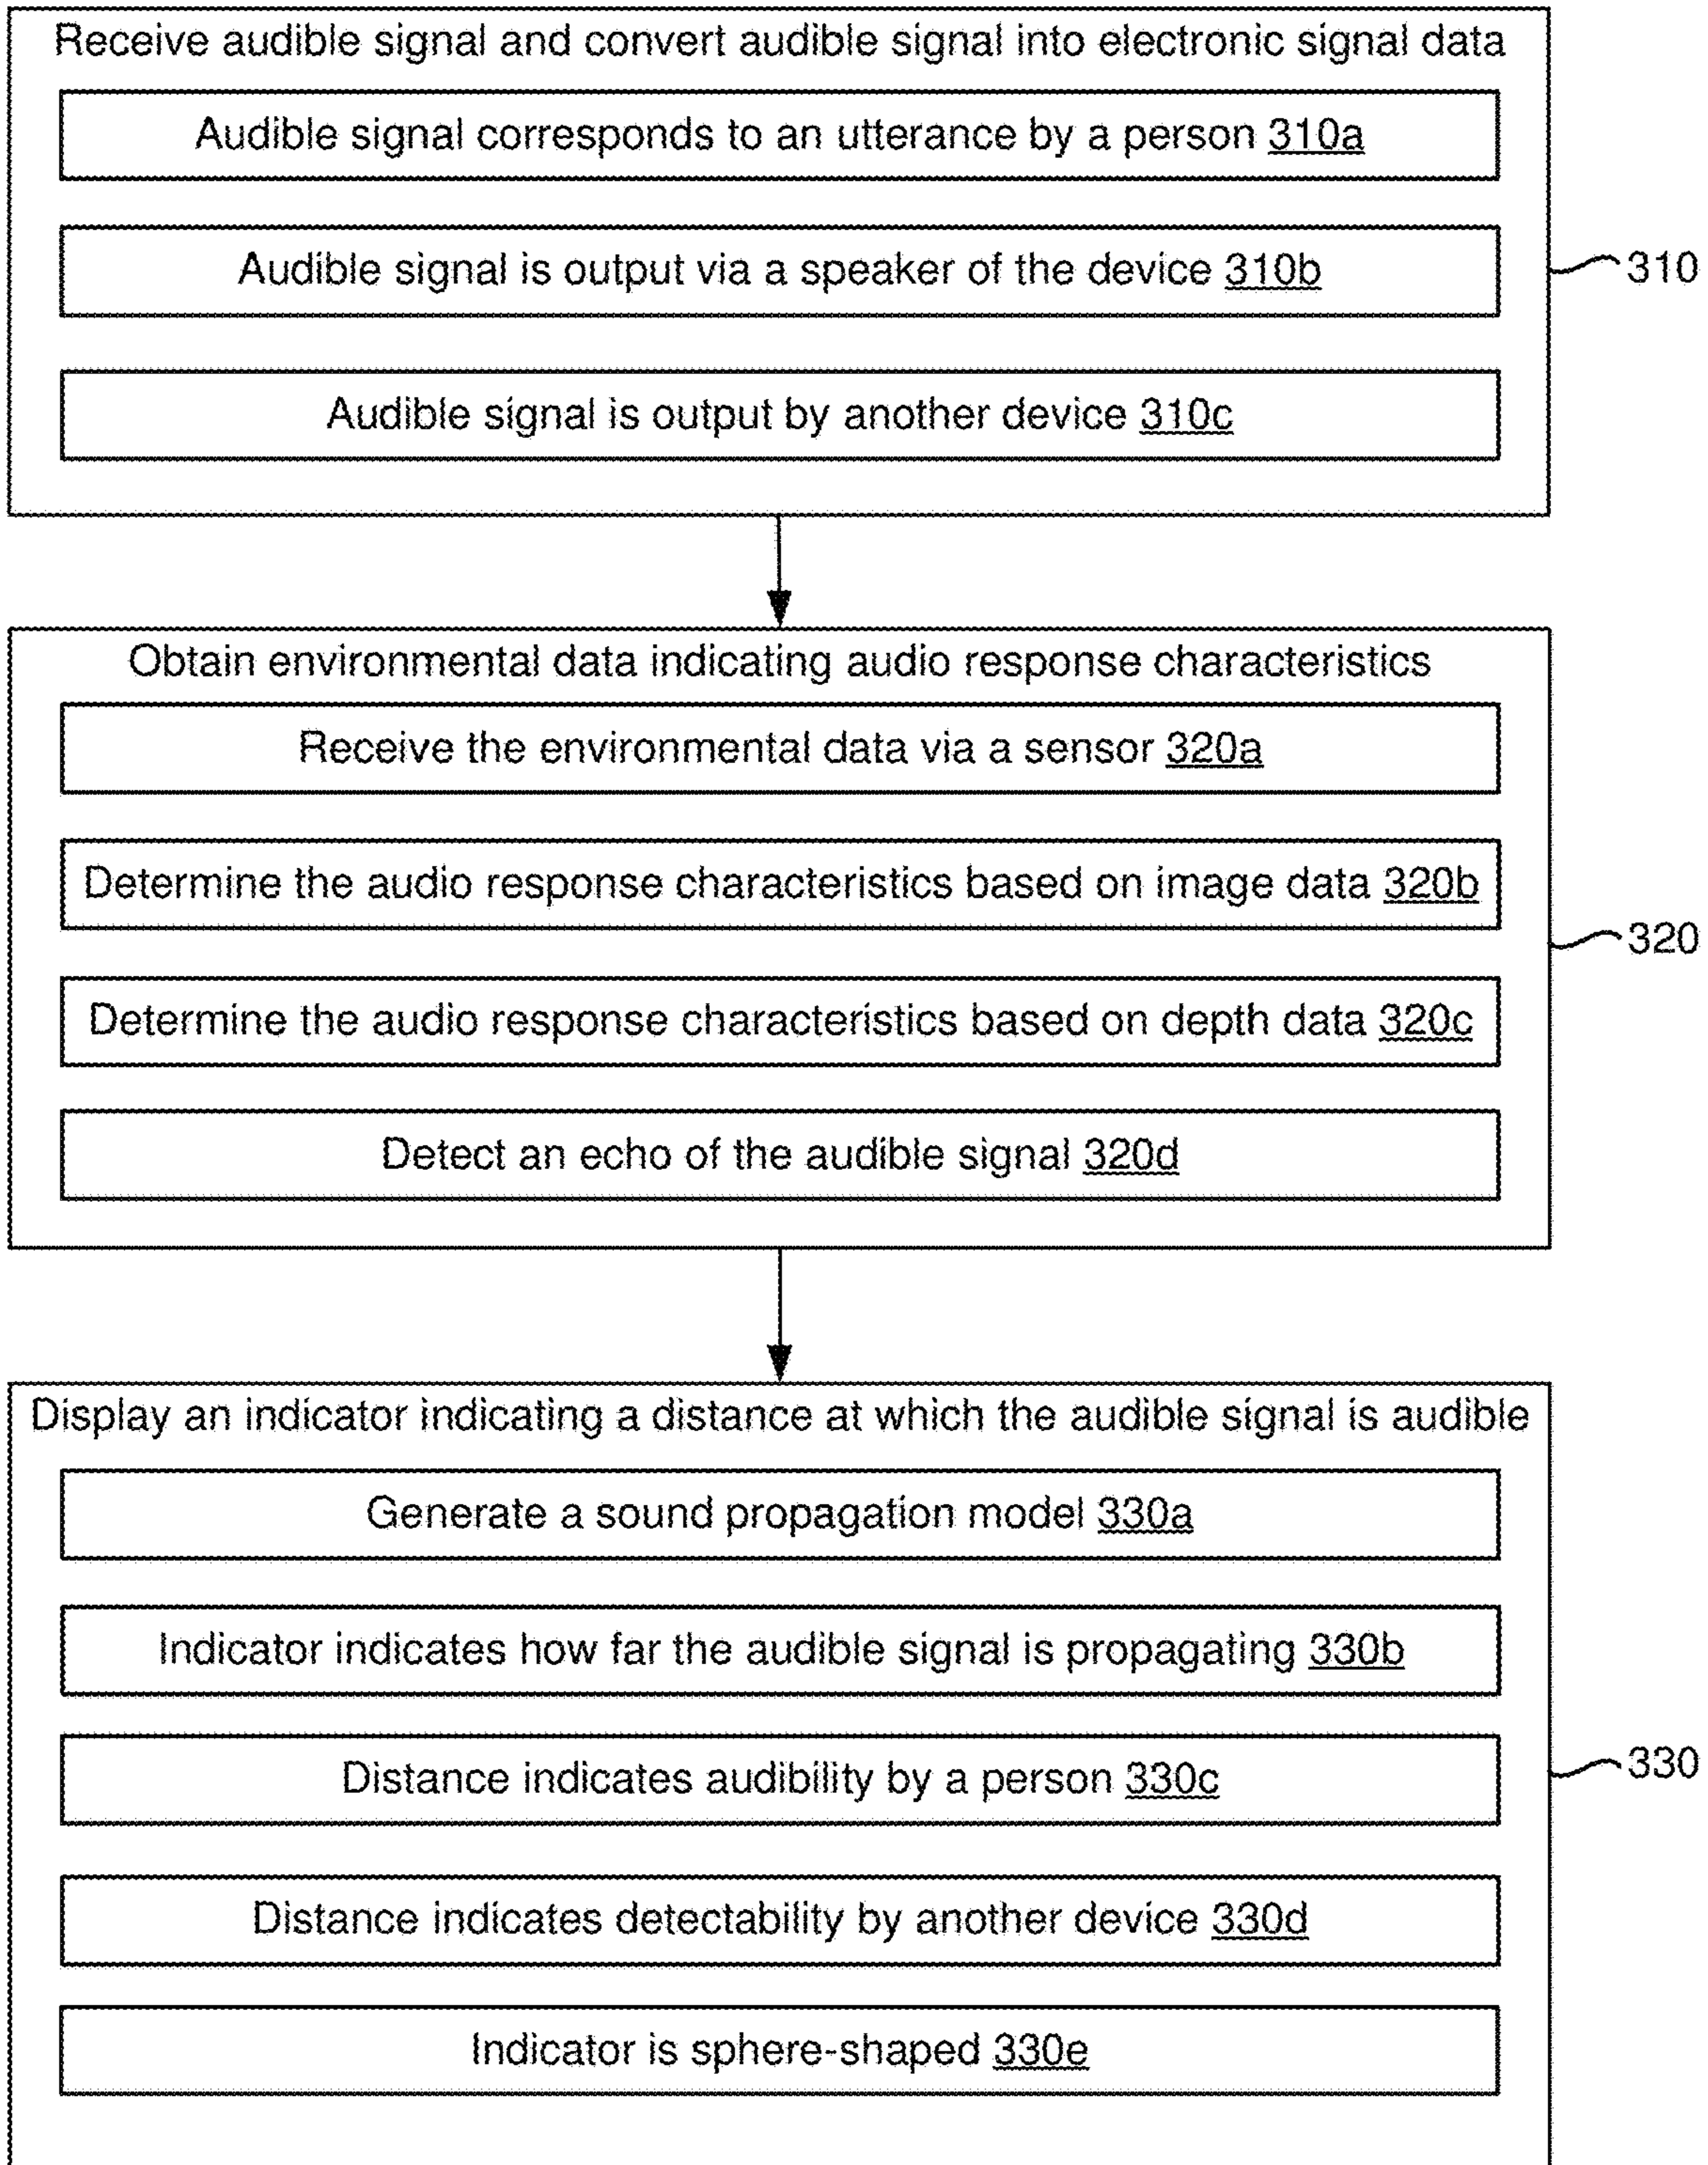 Receive audible signal and convert audible signal into electronic signal data
Audible signal corresponds to an utterance by a person 310a
Audible signal is output via a speaker of the device 310b
310
Audible signal is output by another device 310c
Obtain environmental data indicating audio response characteristics
Receive the environmental data via a sensor 320a
Determine the audio response characteristics based on image data 320b
320
Determine the audio response characteristics based on depth data 320c
Detect an echo of the audible signal 320d
Display an indicator indicating a distance at which the audible signal is audible
Generate a sound propagation model 330a
Indicator indicates how far the audible signal is propagating 330b
Distance indicates audibility by a person 330c
330
Distance indicates detectability by another device 330d
Indicator is sphere-shaped 330e